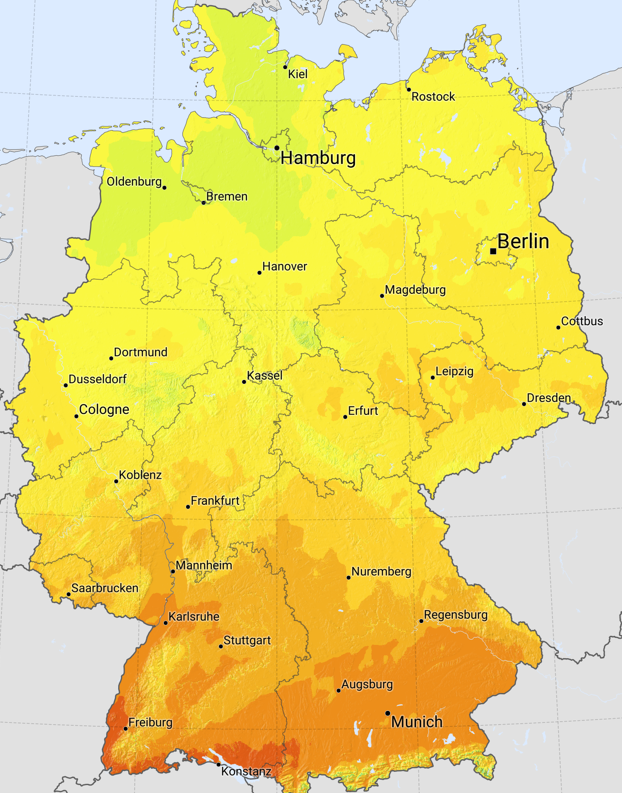 Kiel
Rostock
Hamburg
Oldenburg
Bremen
Berlin
Hanover
Magdeburg
Cottbus
Dortmund
Kassel
Leipzig
Dusseldorf
Dresden
Cologne
Erfurt
Koblenz
Frankfurt
Mannheim
Nuremberg
Saarbrucken
Karlsruhe
Regensburg
Stuttgart
Augsburg
Freiburg
Munich
Konstanz